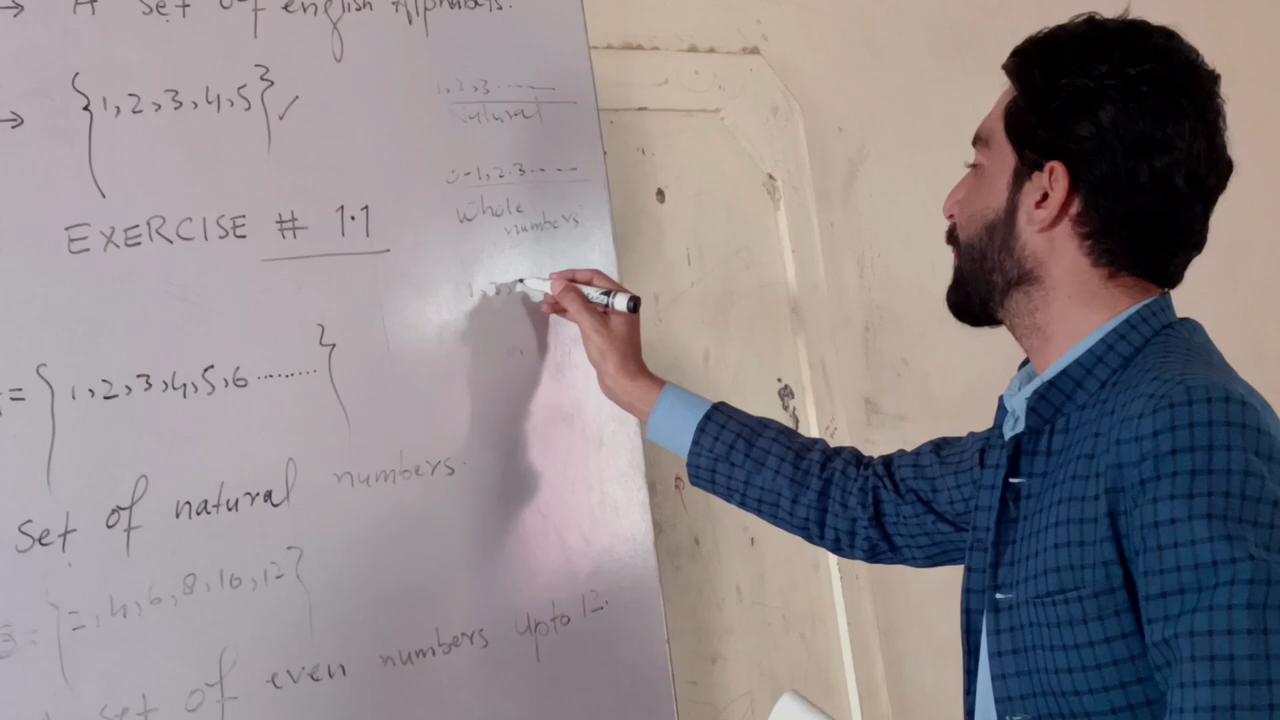 → A set of english Alphabets.
→ {1,2,3,4,5} ✓
EXERCISE # 1.1
= {1,2,3,4,5,6........}
Set of natural numbers.
= {2,4,6,8,10,12}
set of even numbers upto 12.
1,2,3.....
Natural
0-1,2.3.....
Whole
numbers